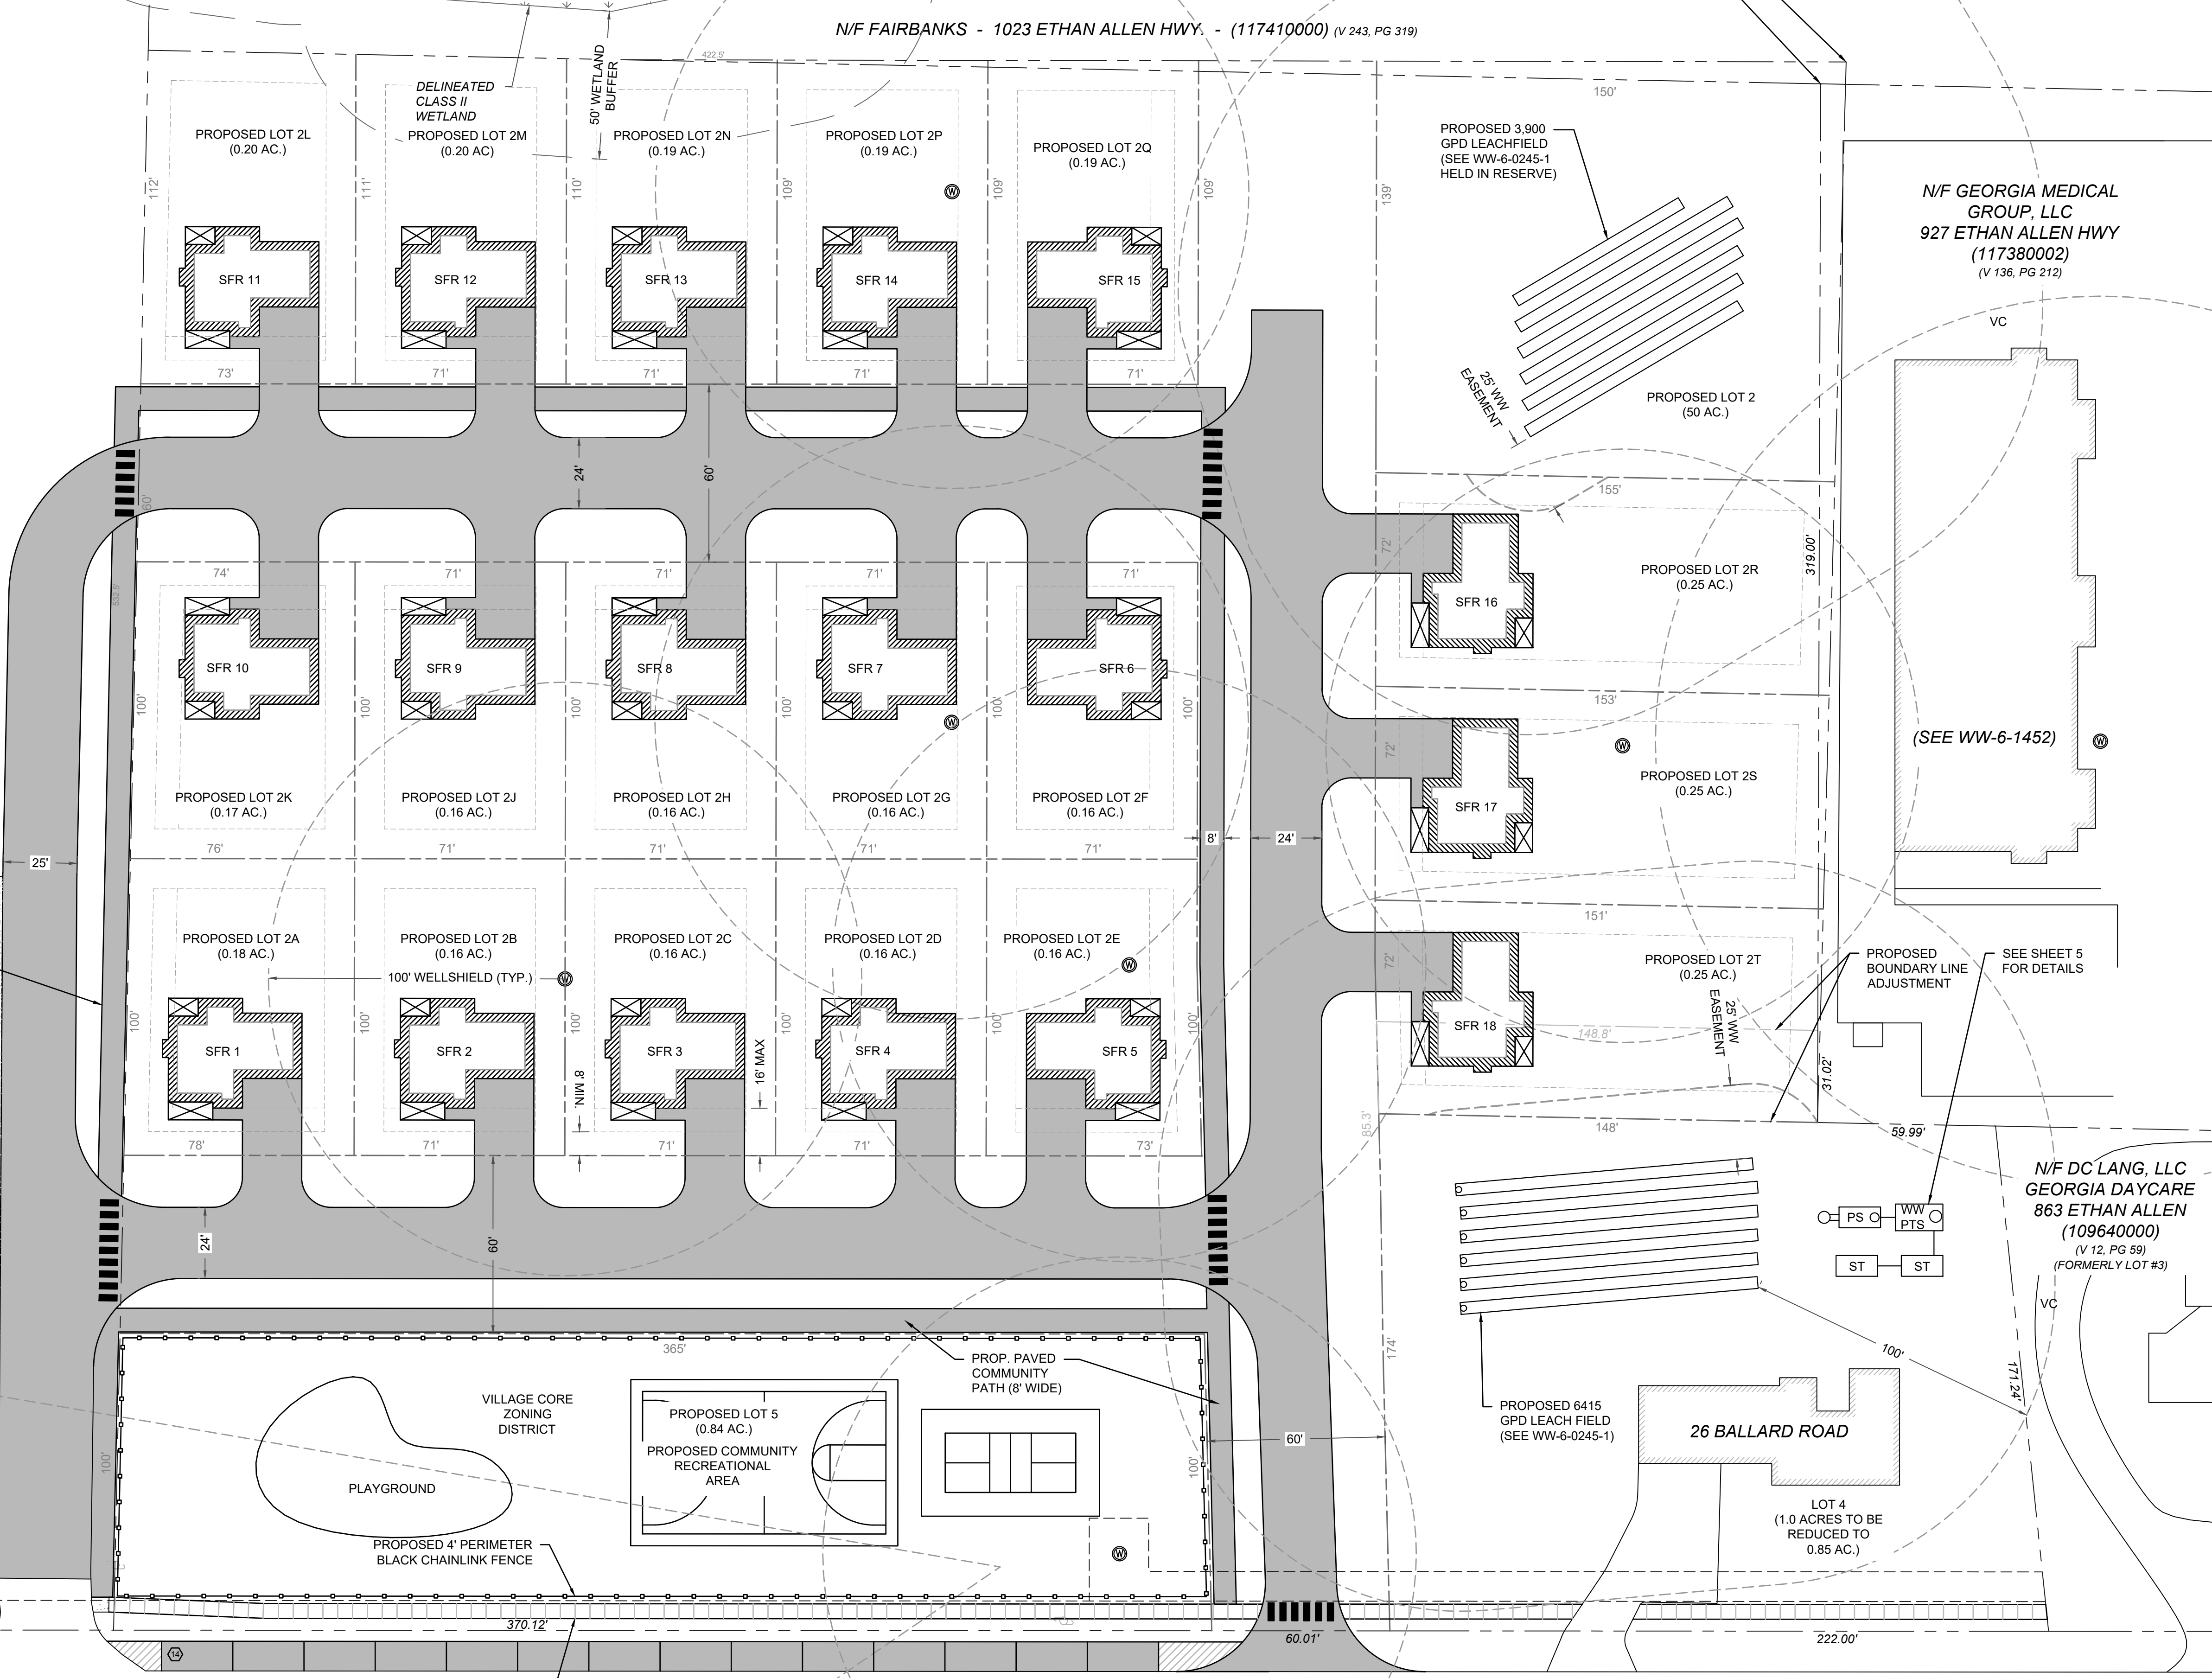 N/F FAIRBANKS - 1023 ETHAN ALLEN HWY. - (117410000) (V 243, PG 319)
422.5'
50' WETLAND
BUFFER
DELINEATED
CLASS II
WETLAND
150'
PROPOSED LOT 2L
(0.20 AC.)
PROPOSED LOT 2M
(0.20 AC)
PROPOSED LOT 2N
(0.19 AC.)
PROPOSED LOT 2P
(0.19 AC.)
PROPOSED LOT 2Q
(0.19 AC.)
PROPOSED 3,900
GPD LEACHFIELD
(SEE WW-6-0245-1
HELD IN RESERVE)
112'
111'
110'
109'
109'
109'
139'
W
N/F GEORGIA MEDICAL
GROUP, LLC
927 ETHAN ALLEN HWY
(117380002)
(V 136, PG 212)
VC
SFR 11
SFR 12
SFR 13
SFR 14
SFR 15
73'
71'
71'
71'
71'
25' WW
EASEMENT
PROPOSED LOT 2
(50 AC.)
24'
60'
60'
155'
72'
319.00'
PROPOSED LOT 2R
(0.25 AC.)
SFR 16
74'
71'
71'
71'
71'
532.5'
SFR 10
SFR 9
SFR 8
SFR 7
SFR 6
100'
100'
100'
100'
100'
100'
W
153'
72'
W
(SEE WW-6-1452)
W
PROPOSED LOT 2S
(0.25 AC.)
SFR 17
PROPOSED LOT 2K
(0.17 AC.)
PROPOSED LOT 2J
(0.16 AC.)
PROPOSED LOT 2H
(0.16 AC.)
PROPOSED LOT 2G
(0.16 AC.)
PROPOSED LOT 2F
(0.16 AC.)
8'
24'
25'
76'
71'
71'
71'
71'
151'
PROPOSED LOT 2A
(0.18 AC.)
PROPOSED LOT 2B
(0.16 AC.)
PROPOSED LOT 2C
(0.16 AC.)
PROPOSED LOT 2D
(0.16 AC.)
PROPOSED LOT 2E
(0.16 AC.)
W
100' WELLSHIELD (TYP.)
W
72'
PROPOSED LOT 2T
(0.25 AC.)
25' WW
EASEMENT
PROPOSED
BOUNDARY LINE
ADJUSTMENT
SEE SHEET 5
FOR DETAILS
100'
100'
100'
100'
100'
100'
SFR 1
SFR 2
SFR 3
SFR 4
SFR 5
SFR 18
148.8'
31.02'
8' MIN.
16' MAX
78'
71'
71'
71'
73'
85.3'
148'
59.99'
N/F DC LANG, LLC
GEORGIA DAYCARE
863 ETHAN ALLEN
(109640000)
(V 12, PG 59)
(FORMERLY LOT #3)
VC
PS
WW
PTS
ST
ST
24'
60'
365'
174'
100'
171.24'
PROP. PAVED
COMMUNITY
PATH (8' WIDE)
VILLAGE CORE
ZONING
DISTRICT
PROPOSED LOT 5
(0.84 AC.)
PROPOSED COMMUNITY
RECREATIONAL
AREA
PLAYGROUND
100'
100'
60'
PROPOSED 6415
GPD LEACH FIELD
(SEE WW-6-0245-1)
26 BALLARD ROAD
LOT 4
(1.0 ACRES TO BE
REDUCED TO
0.85 AC.)
PROPOSED 4' PERIMETER
BLACK CHAINLINK FENCE
W
370.12'
60.01'
222.00'
14